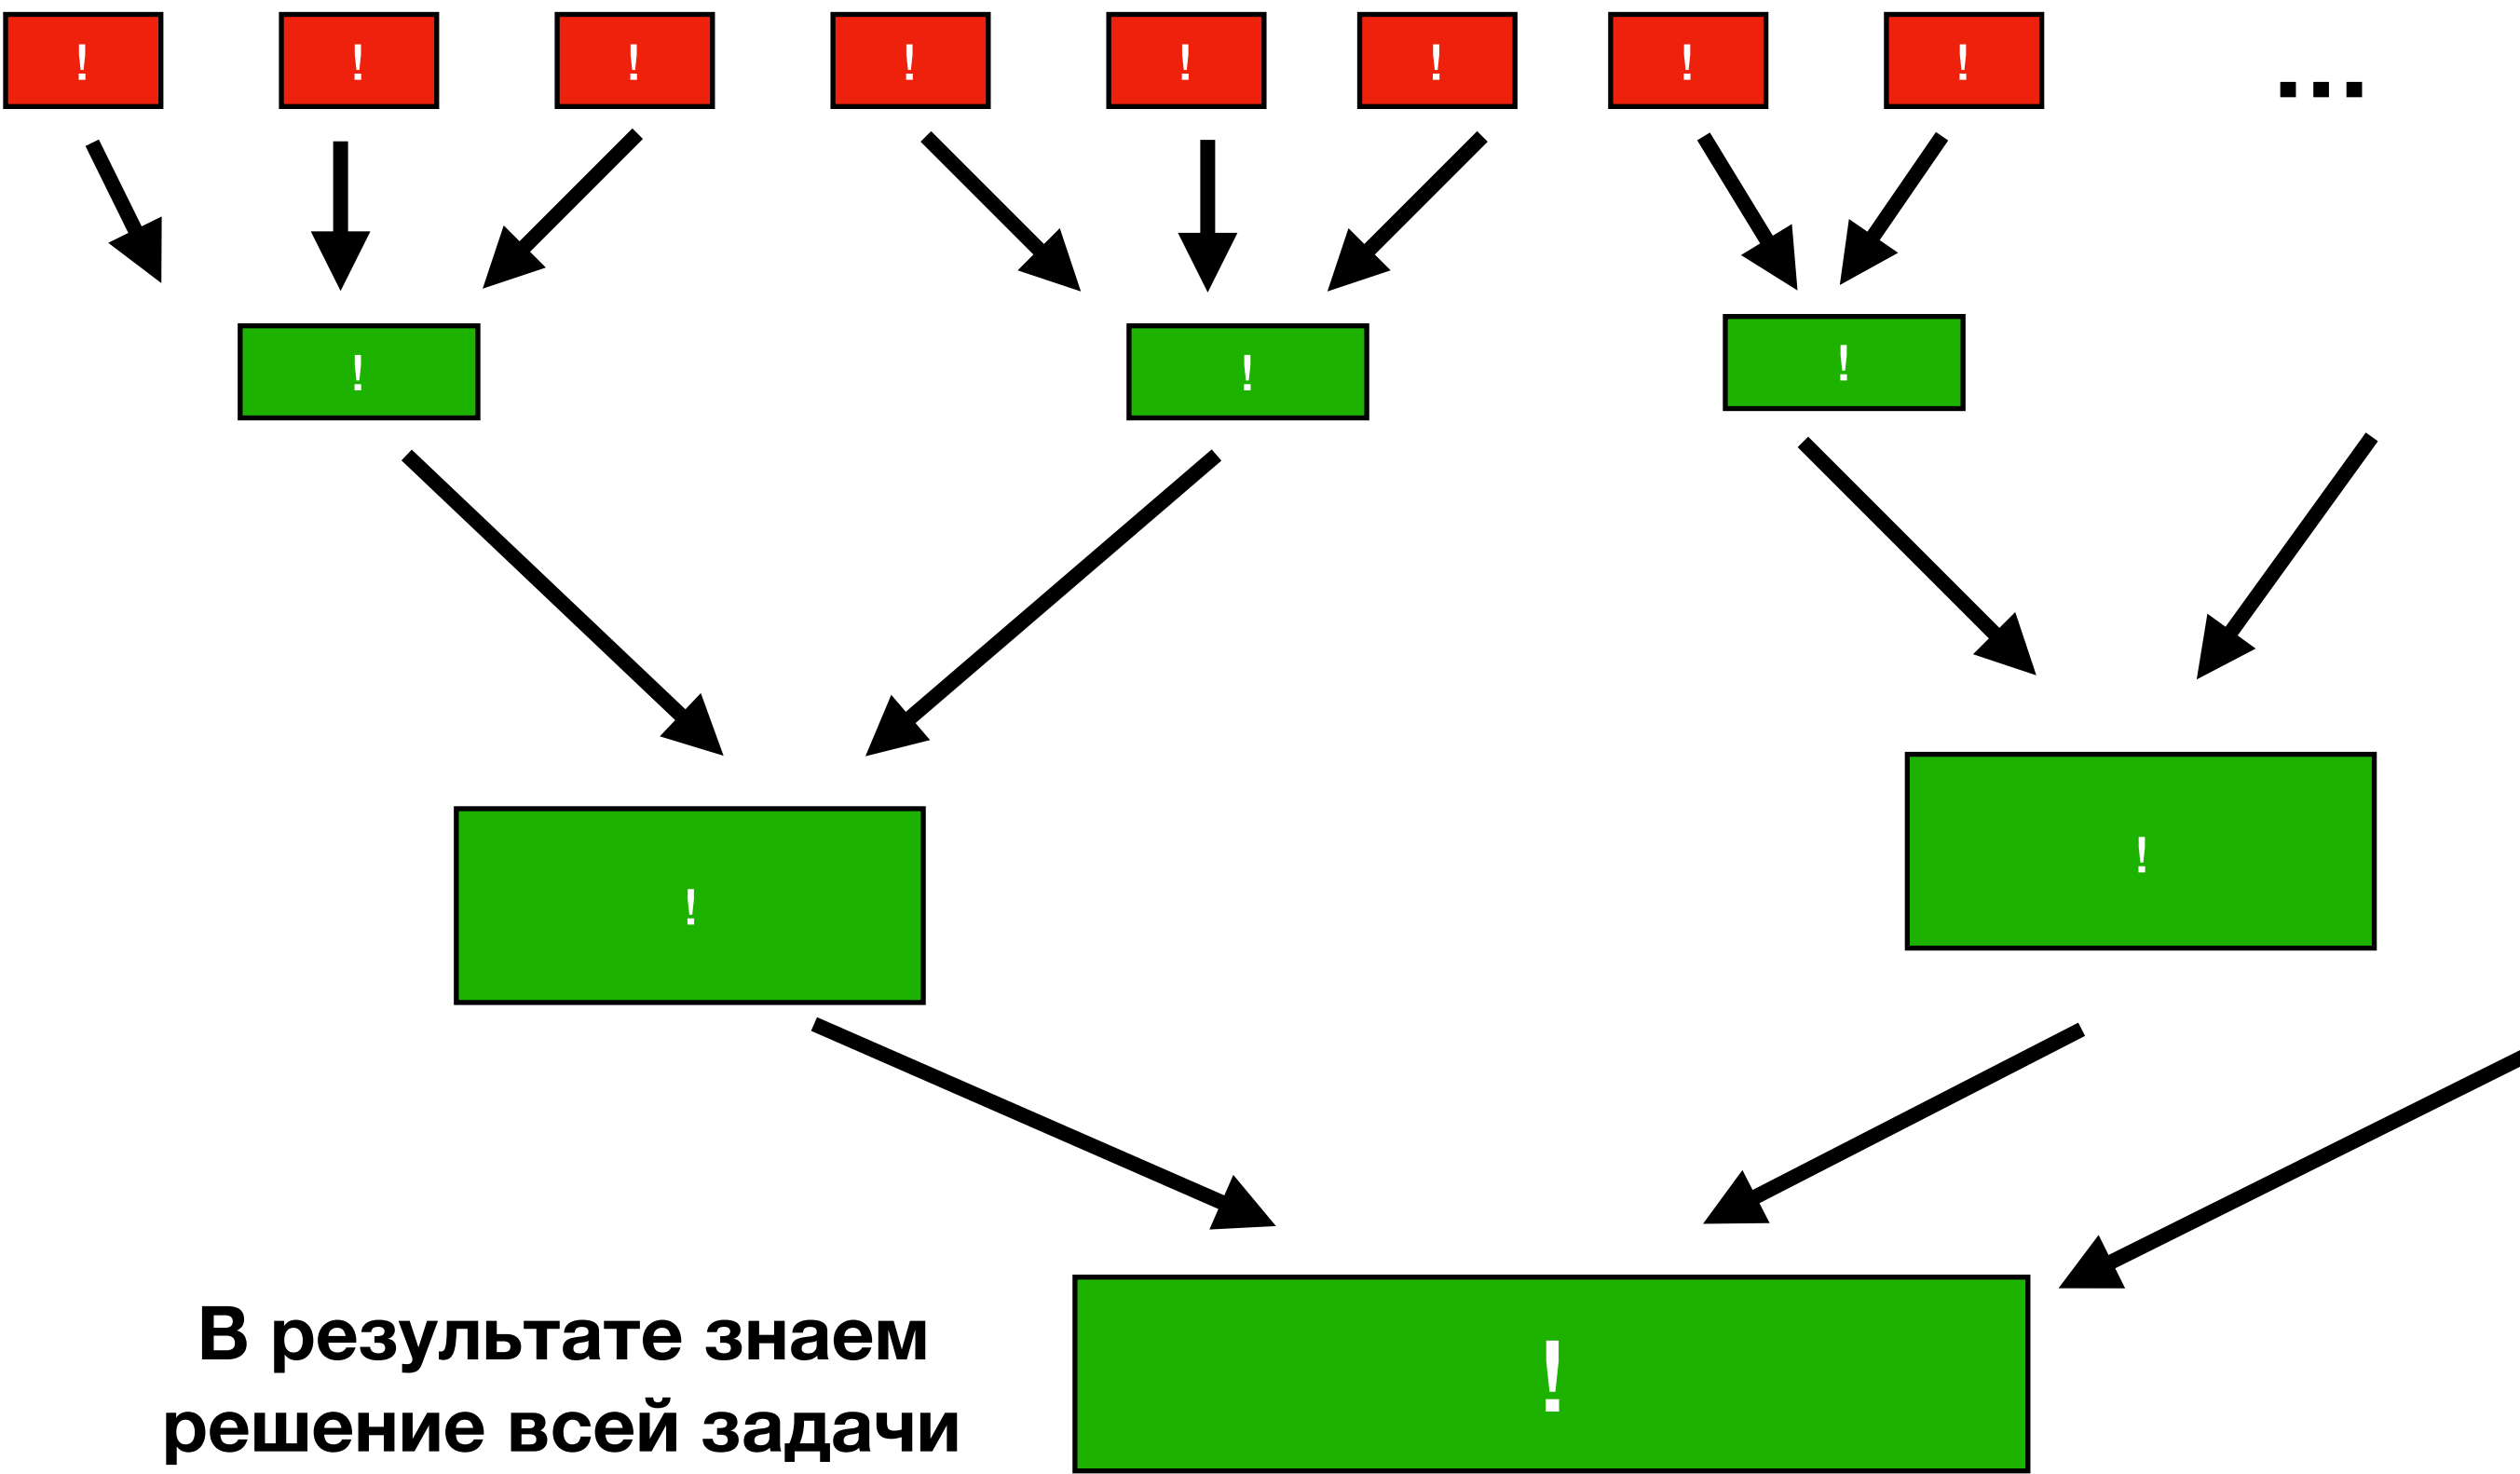 ! ! ! ! ! ! ! ! ...
! ! !
!
!
!
В результате знаем
решение всей задачи